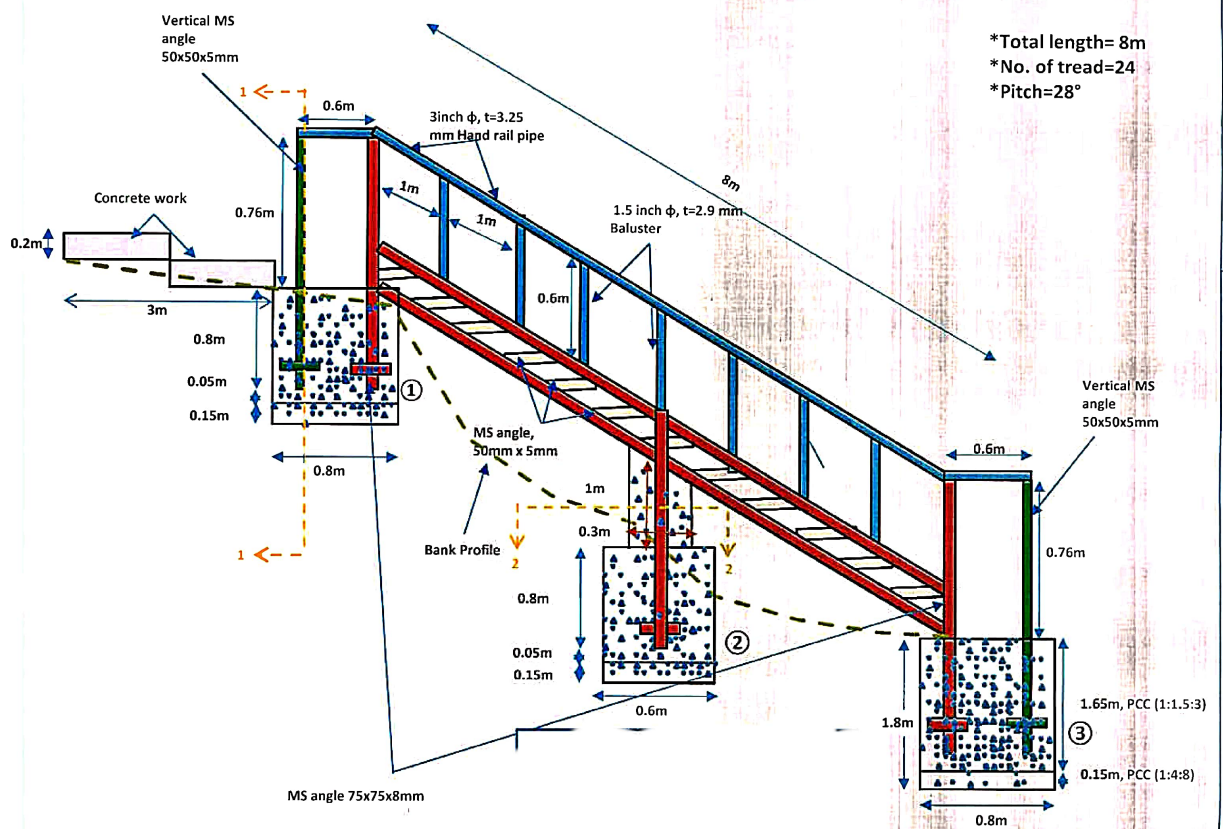 Vertical MS
angle
50x50x5mm
*Total length= 8m
*No. of tread=24
*Pitch=28°
1
0.6m
3inch ф, t=3.25
mm Hand rail pipe
8m
1m
1m
Concrete work
0.76m
0.2m
1.5 inch ф, t=2.9 mm
Baluster
0.6m
3m
0.8m
0.05m
0.15m
①
0.8m
MS angle,
50mm x 5mm
Vertical MS
angle
50x50x5mm
0.6m
1m
0.3m
Bank Profile
1
2
2
0.76m
0.8m
0.05m
0.15m
②
0.6m
1.8m
1.65m, PCC (1:1.5:3)
③
0.15m, PCC (1:4:8)
MS angle 75x75x8mm
0.8m